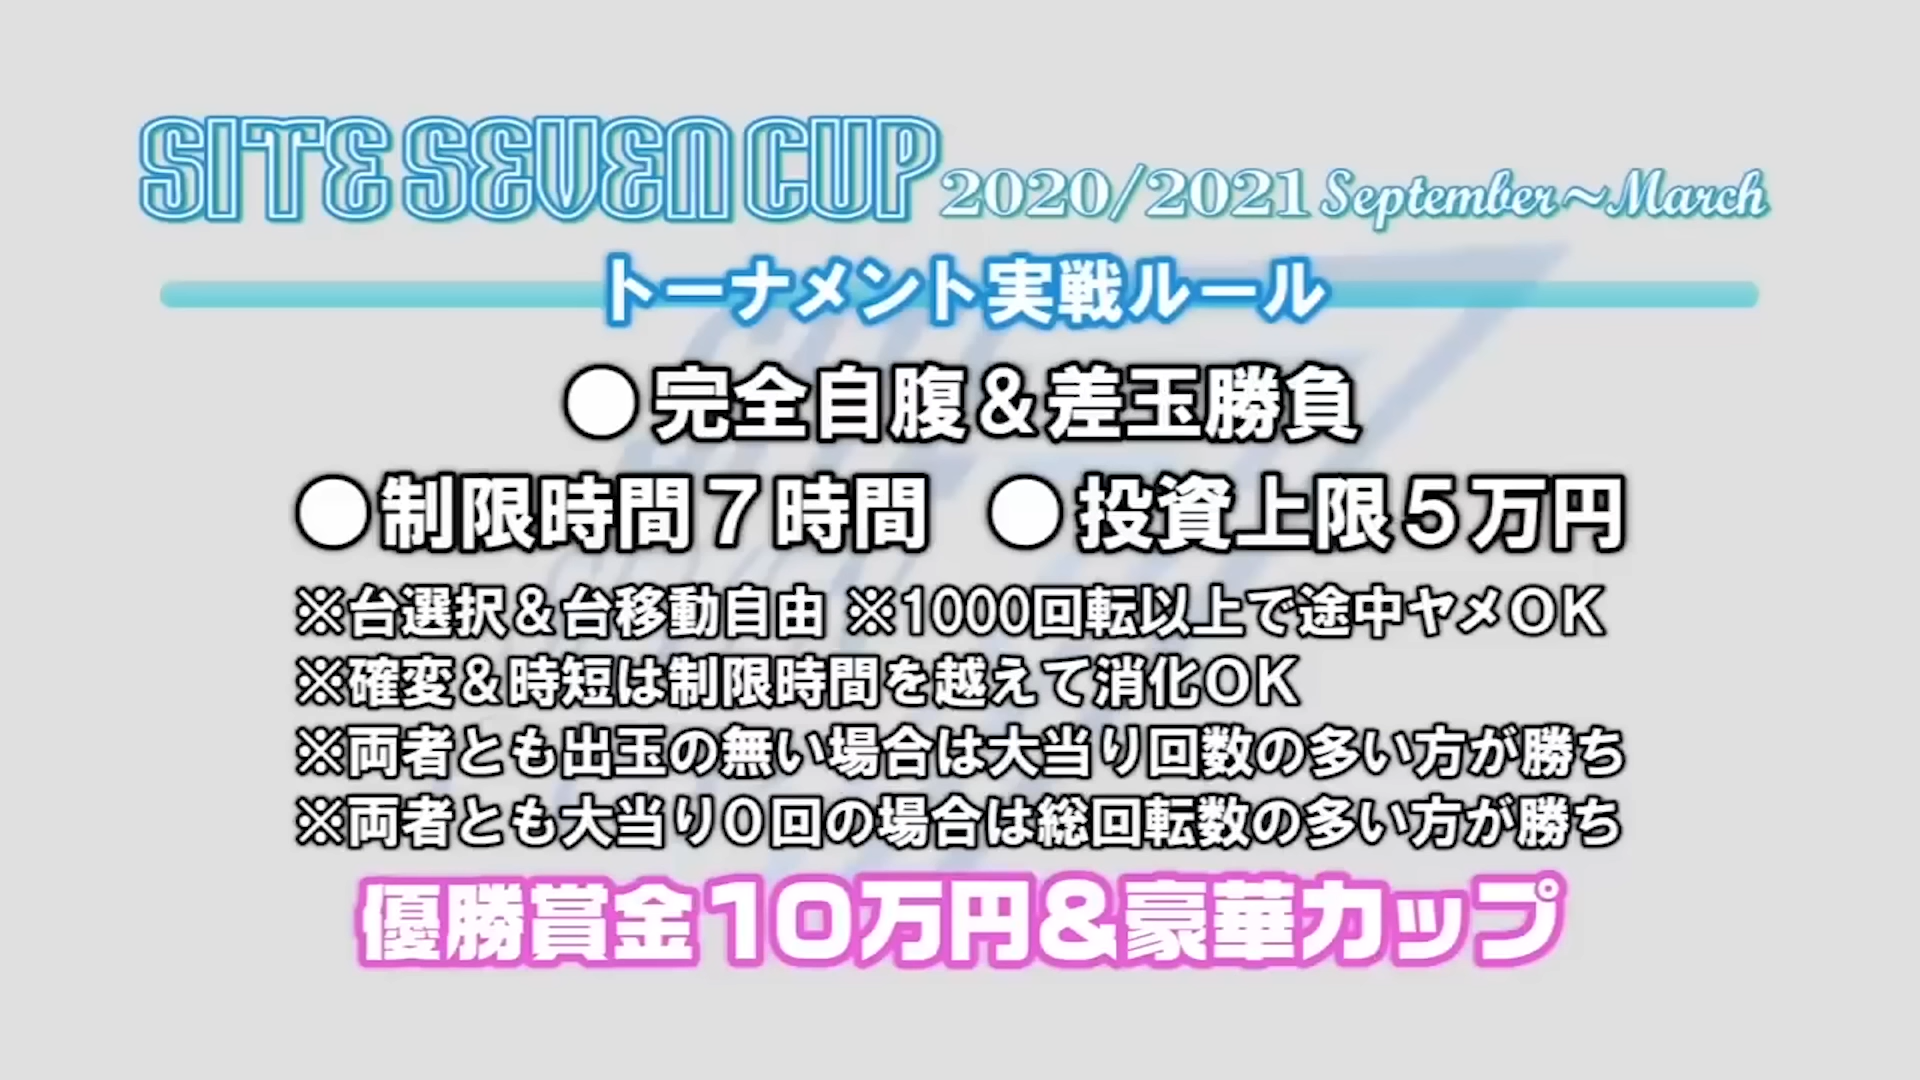 SITE SEVEN CUP 2020/2021 September～March
トーナメント実戦ルール
●完全自腹＆差玉勝負
●制限時間７時間 ●投資上限５万円
※台選択＆台移動自由 ※1000回転以上で途中ヤメＯＫ
※確変＆時短は制限時間を越えて消化ＯＫ
※両者とも出玉の無い場合は大当り回数の多い方が勝ち
※両者とも大当り０回の場合は総回転数の多い方が勝ち
優勝賞金10万円&豪華カップ